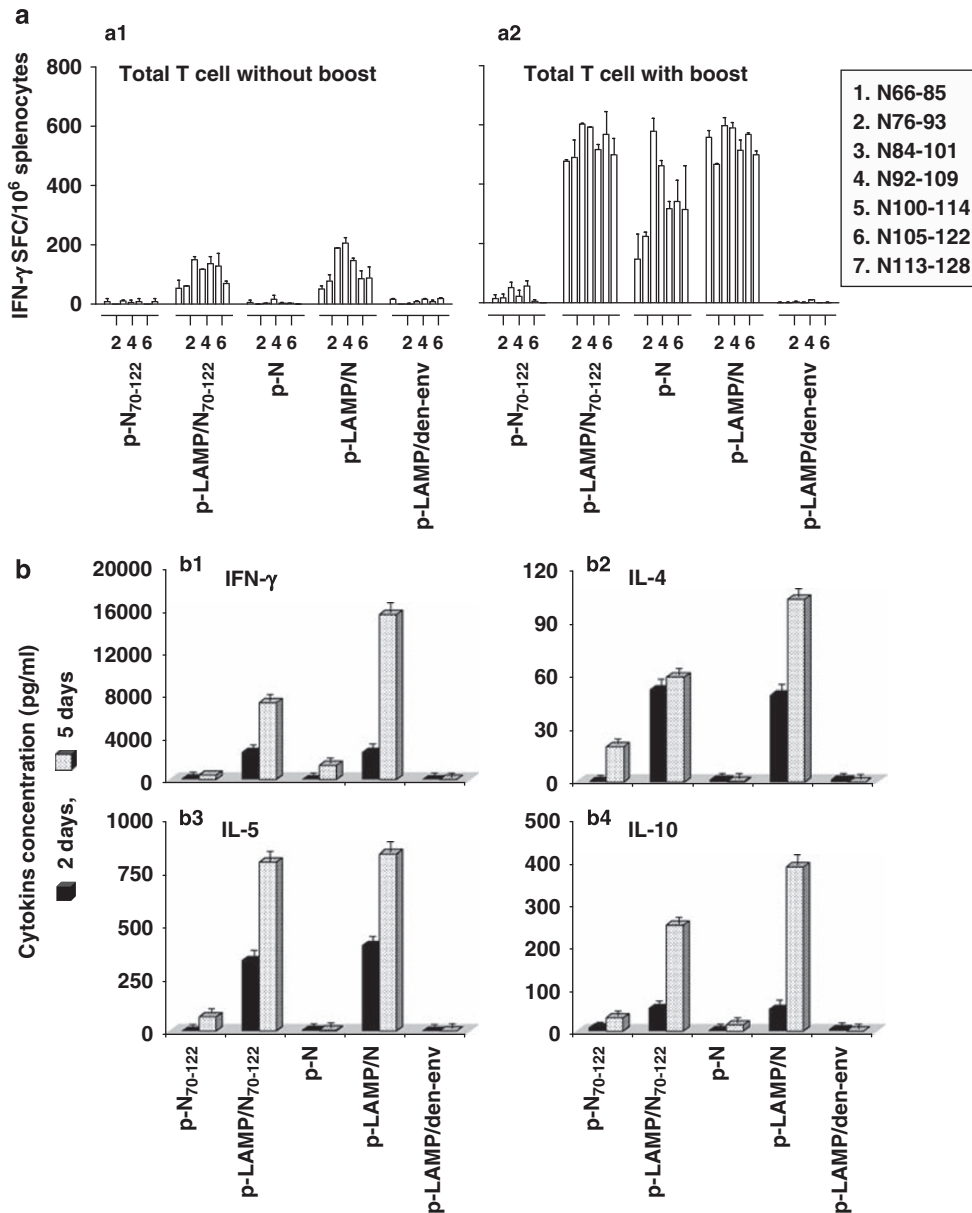 a
a1
a2
IFN-γ SFC/10⁶ splenocytes
800
600
400
200
0
Total T cell without boost
Total T cell with boost
1. N66-85
2. N76-93
3. N84-101
4. N92-109
5. N100-114
6. N105-122
7. N113-128
2 4 6 2 4 6 2 4 6 2 4 6 2 4 6
2 4 6 2 4 6 2 4 6 2 4 6 2 4 6
p-N70-122
p-LAMP/N70-122
p-N
p-LAMP/N
p-LAMP/den-env
p-N70-122
p-LAMP/N70-122
p-N
p-LAMP/N
p-LAMP/den-env
b
Cytokins concentration (pg/ml)
2 days, 5 days
b1 IFN-γ
20000
16000
12000
8000
4000
0
b2 IL-4
120
90
60
30
0
b3 IL-5
1000
750
500
250
0
b4 IL-10
500
400
300
200
100
0
p-N70-122
p-LAMP/N70-122
p-N
p-LAMP/N
p-LAMP/den-env
p-N70-122
p-LAMP/N70-122
p-N
p-LAMP/N
p-LAMP/den-env